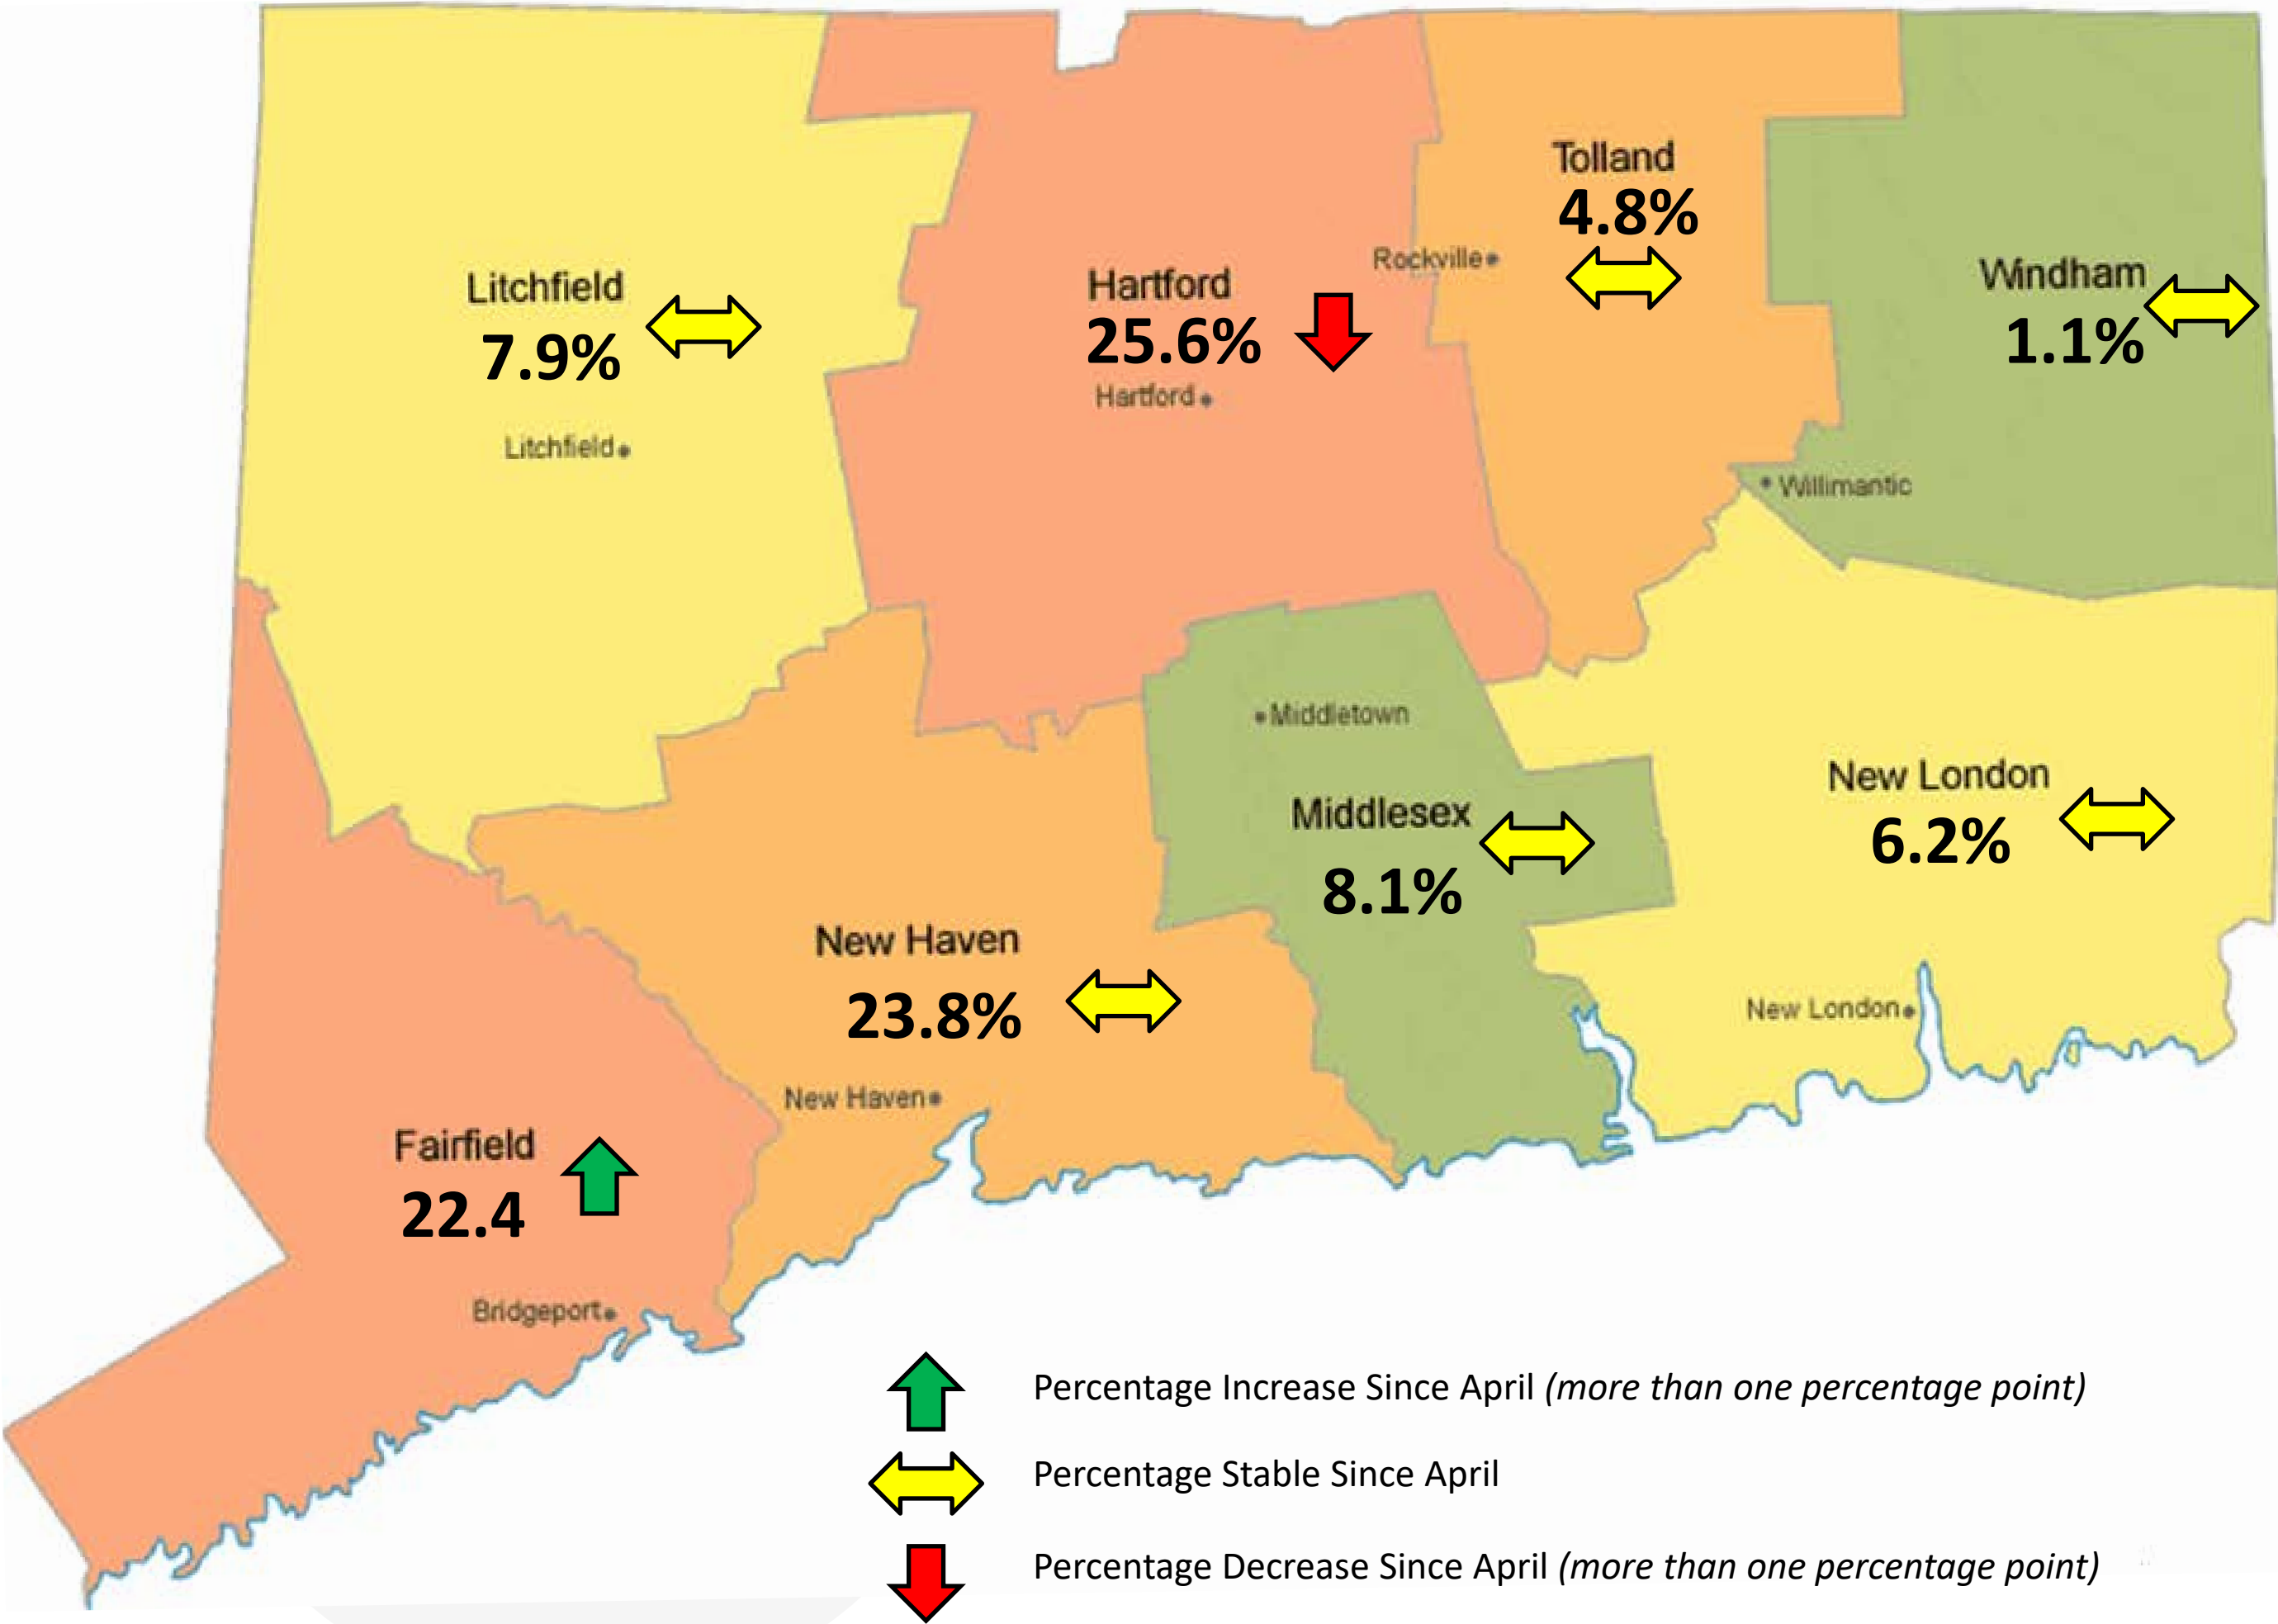 Tolland
4.8%
Rockville
Litchfield
7.9%
Litchfield
Hartford
25.6%
Hartford
Windham
1.1%
Willimantic
Middletown
Middlesex
8.1%
New London
6.2%
New London
New Haven
23.8%
New Haven
Fairfield
22.4
Bridgeport
Percentage Increase Since April (more than one percentage point)
Percentage Stable Since April
Percentage Decrease Since April (more than one percentage point)